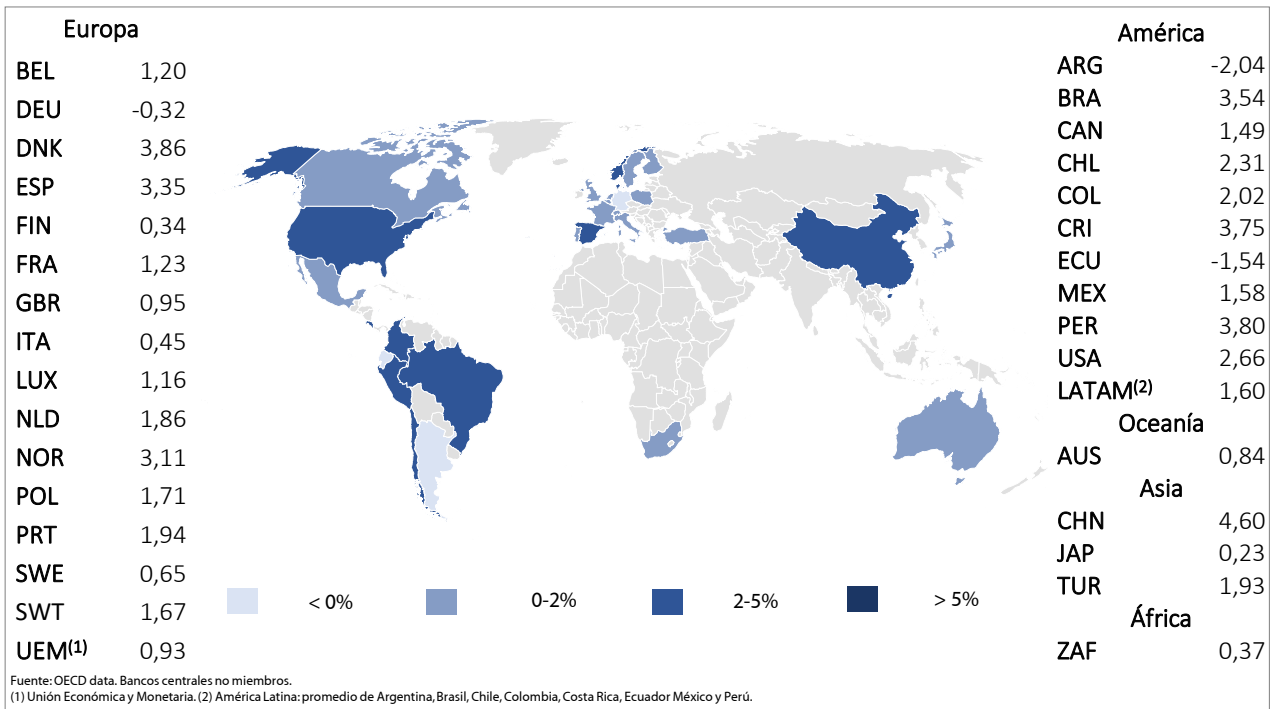 Europa
BEL 1,20
DEU -0,32
DNK 3,86
ESP 3,35
FIN 0,34
FRA 1,23
GBR 0,95
ITA 0,45
LUX 1,16
NLD 1,86
NOR 3,11
POL 1,71
PRT 1,94
SWE 0,65
SWT 1,67
UEM(1) 0,93
América
ARG -2,04
BRA 3,54
CAN 1,49
CHL 2,31
COL 2,02
CRI 3,75
ECU -1,54
MEX 1,58
PER 3,80
USA 2,66
LATAM(2) 1,60
Oceanía
AUS 0,84
Asia
CHN 4,60
JAP 0,23
TUR 1,93
África
ZAF 0,37
< 0% 0-2% 2-5% > 5%
Fuente: OECD data. Bancos centrales no miembros.
(1) Unión Económica y Monetaria. (2) América Latina: promedio de Argentina, Brasil, Chile, Colombia, Costa Rica, Ecuador México y Perú.